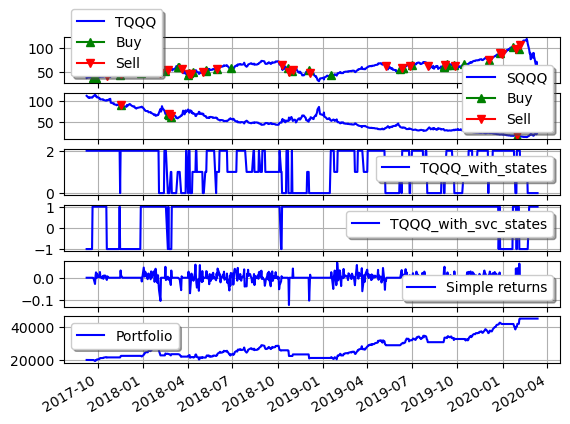 TQQQ
Buy
Sell
100
50
SQQQ
Buy
Sell
100
50
2
0
TQQQ_with_states
1
0
−1
TQQQ_with_svc_states
0.0
−0.1
Simple returns
40000
20000
Portfolio
2017-10 2018-01 2018-04 2018-07 2018-10 2019-01 2019-04 2019-07 2019-10 2020-01 2020-04